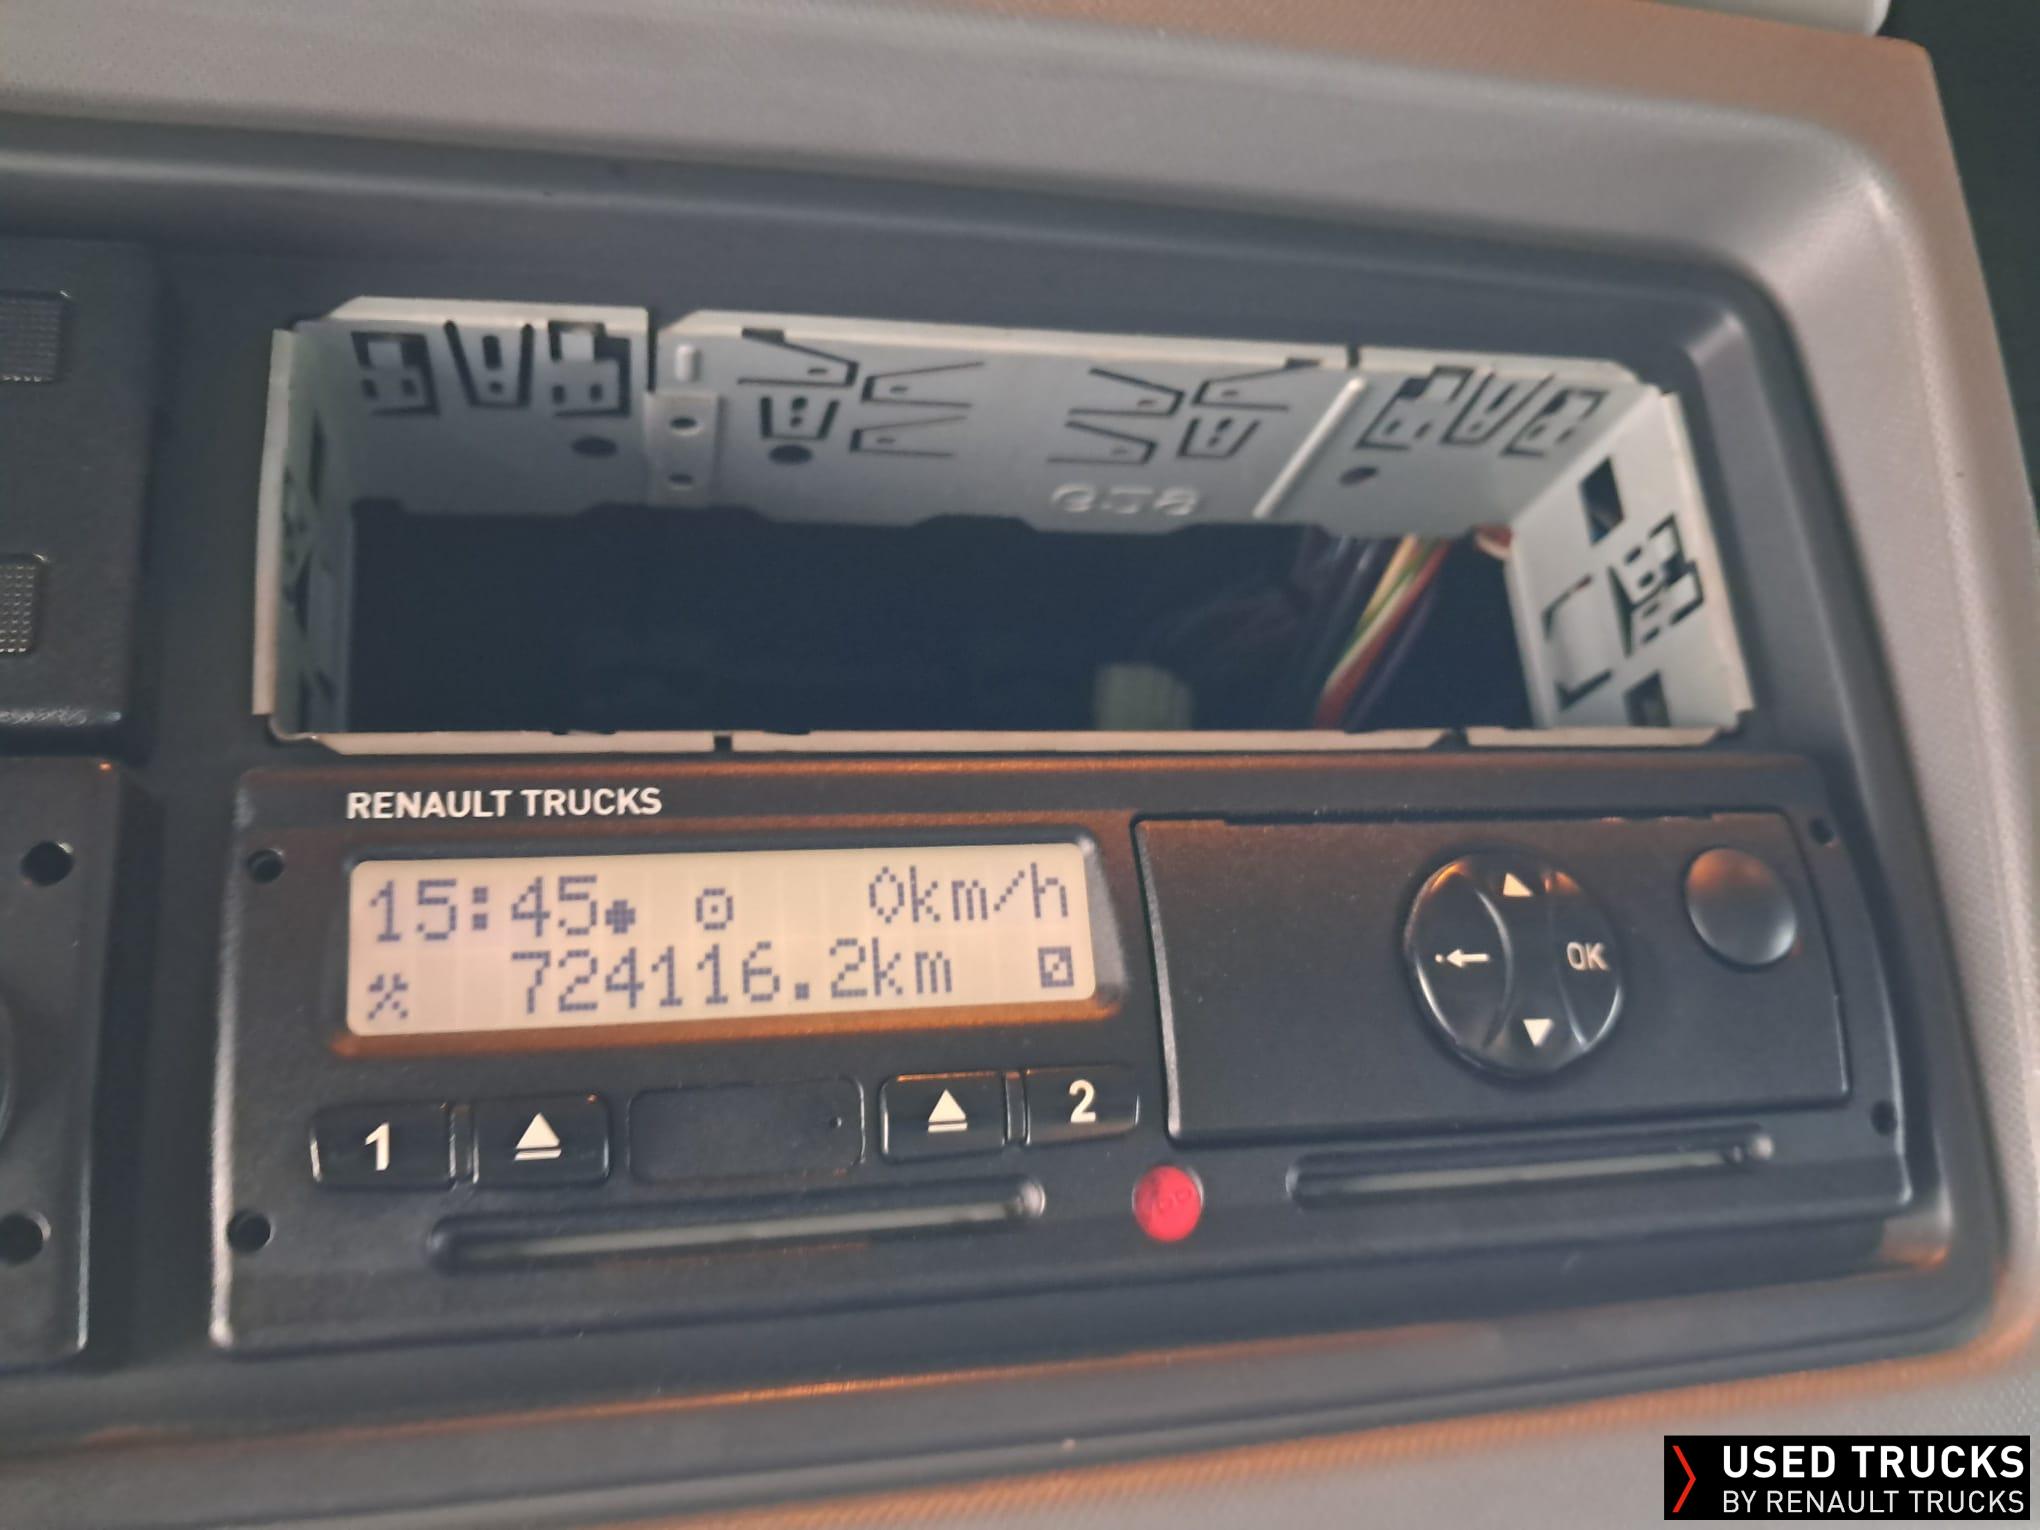 RENAULT TRUCKS
15:45 0km/h
724116.2km
OK
1 2
USED TRUCKS
BY RENAULT TRUCKS